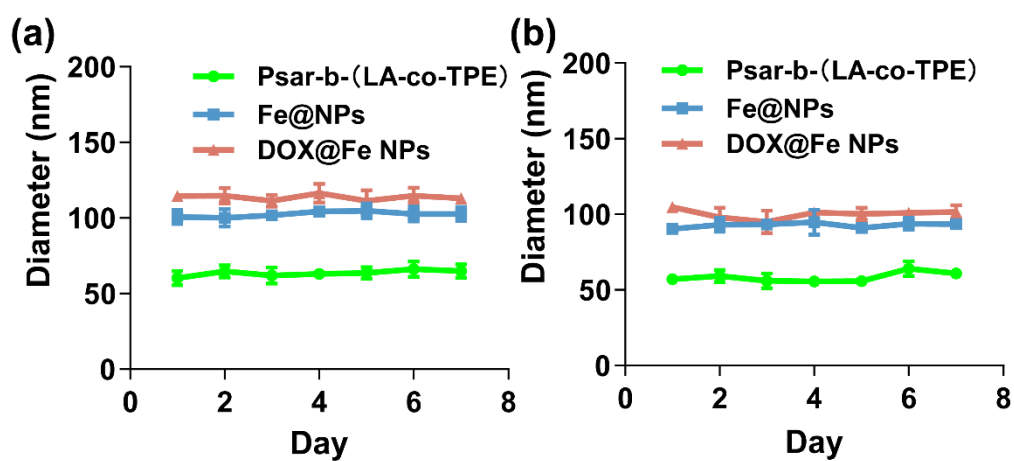 (a)
Diameter (nm)
200
150
100
50
0
Psar-b-（LA-co-TPE）
Fe@NPs
DOX@Fe NPs
0 2 4 6 8
Day
(b)
Diameter (nm)
200
150
100
50
0
Psar-b-（LA-co-TPE）
Fe@NPs
DOX@Fe NPs
0 2 4 6 8
Day